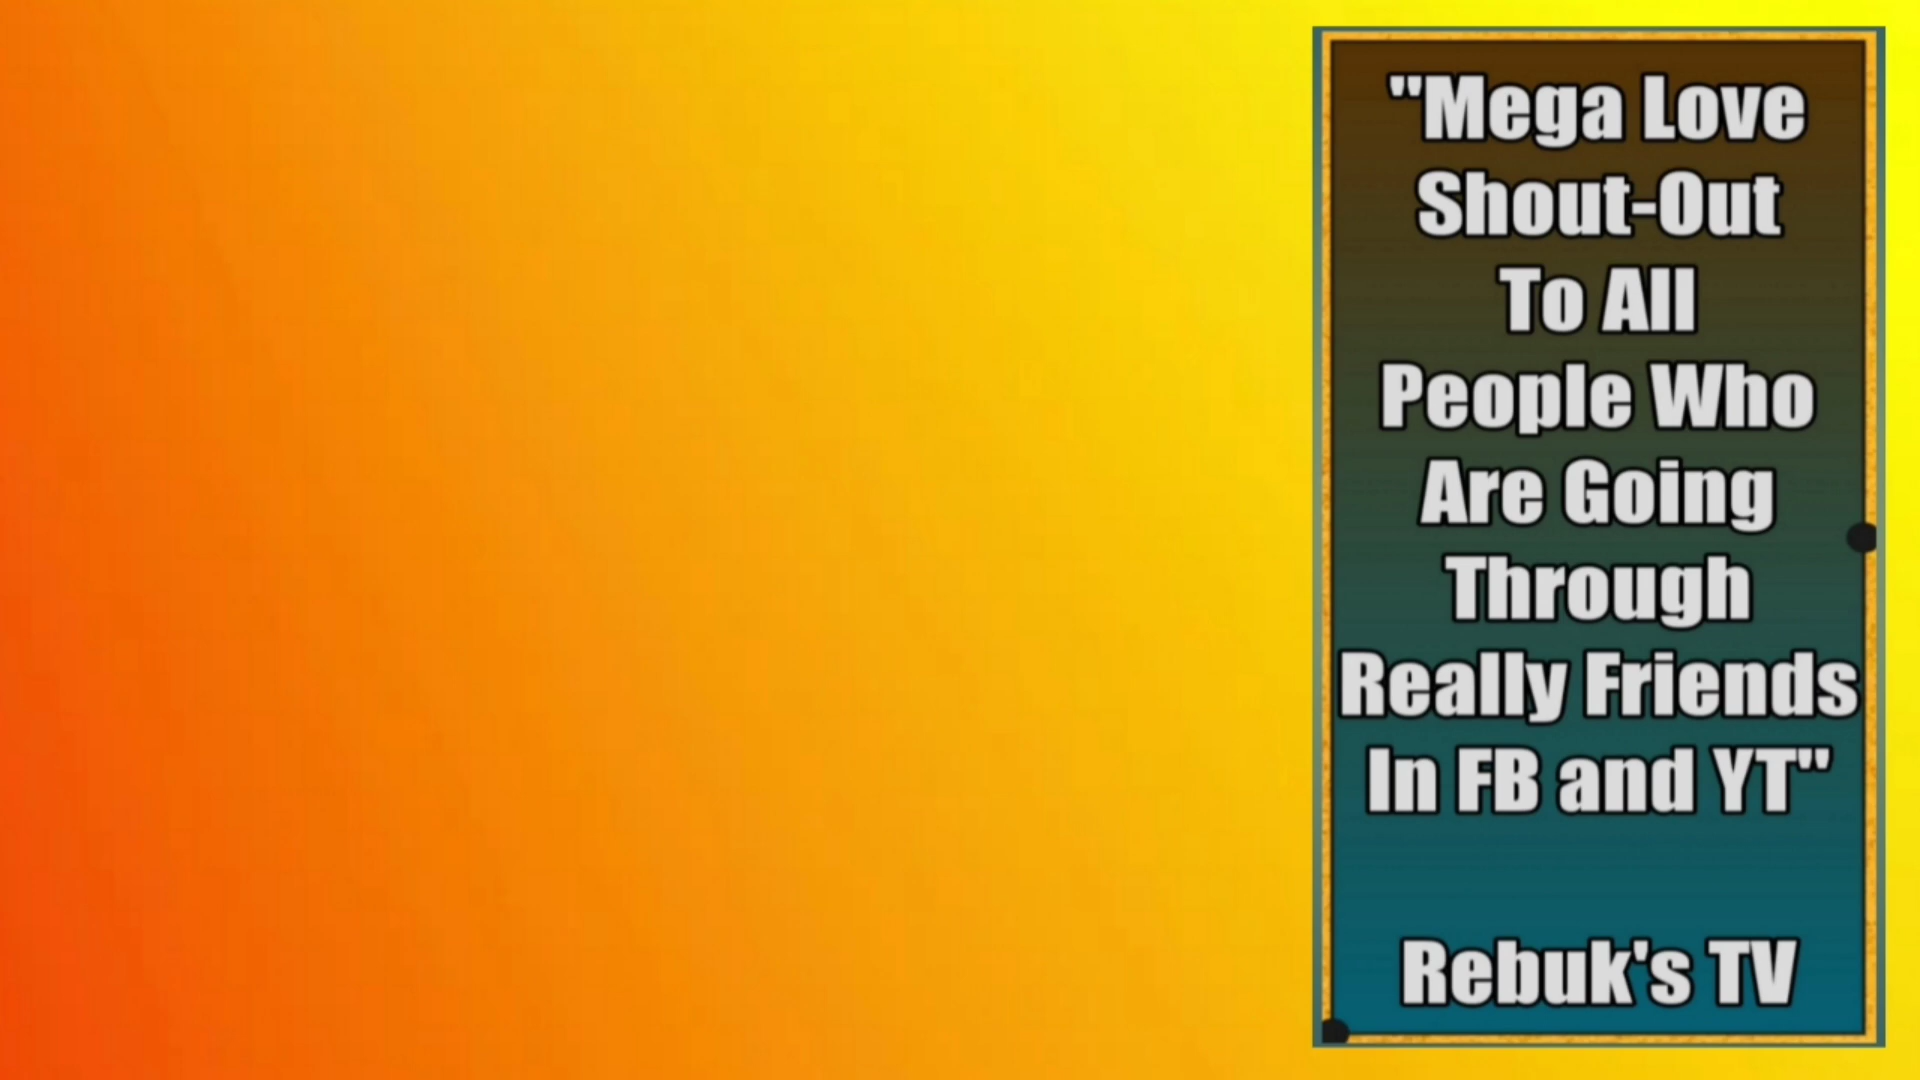 "Mega Love
Shout-Out
To All
People Who
Are Going
Through
Really Friends
In FB and YT"
Rebuk's TV